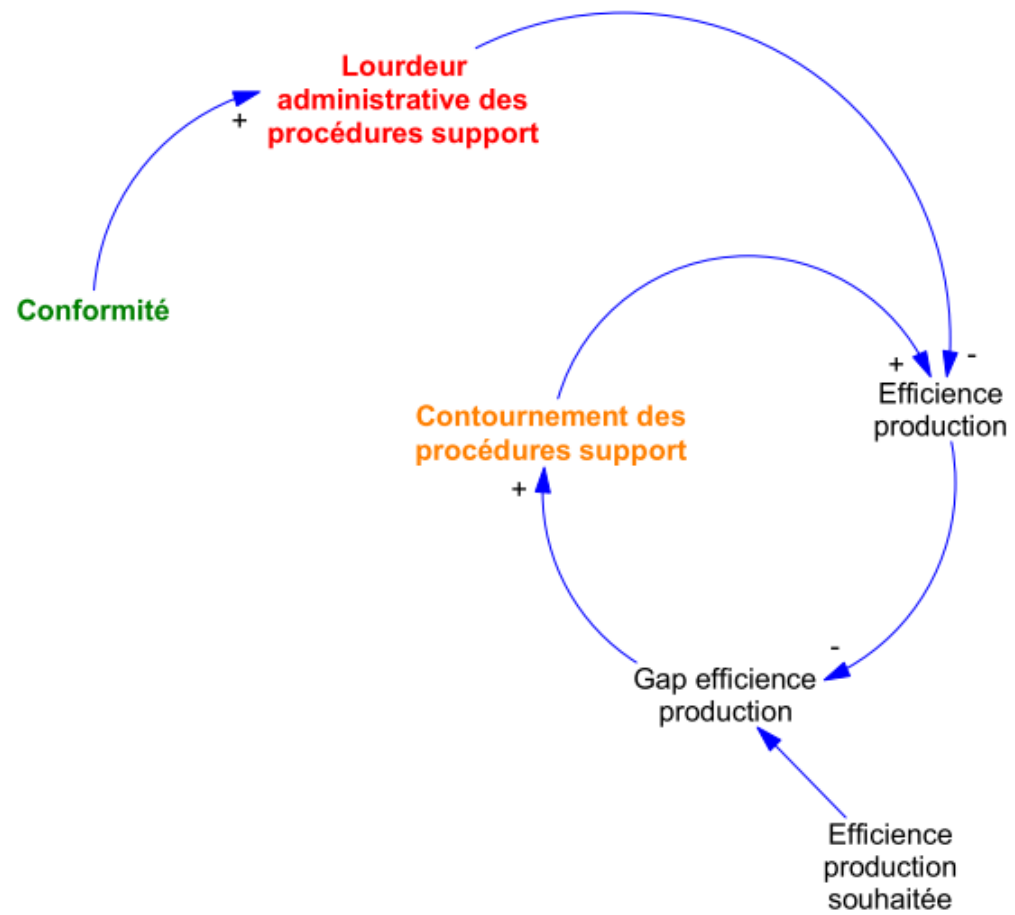 Lourdeur
administrative des
procédures support
+
Conformité
+
-
Efficience
production
Contournement des
procédures support
+
-
Gap efficience
production
Efficience
production
souhaitée